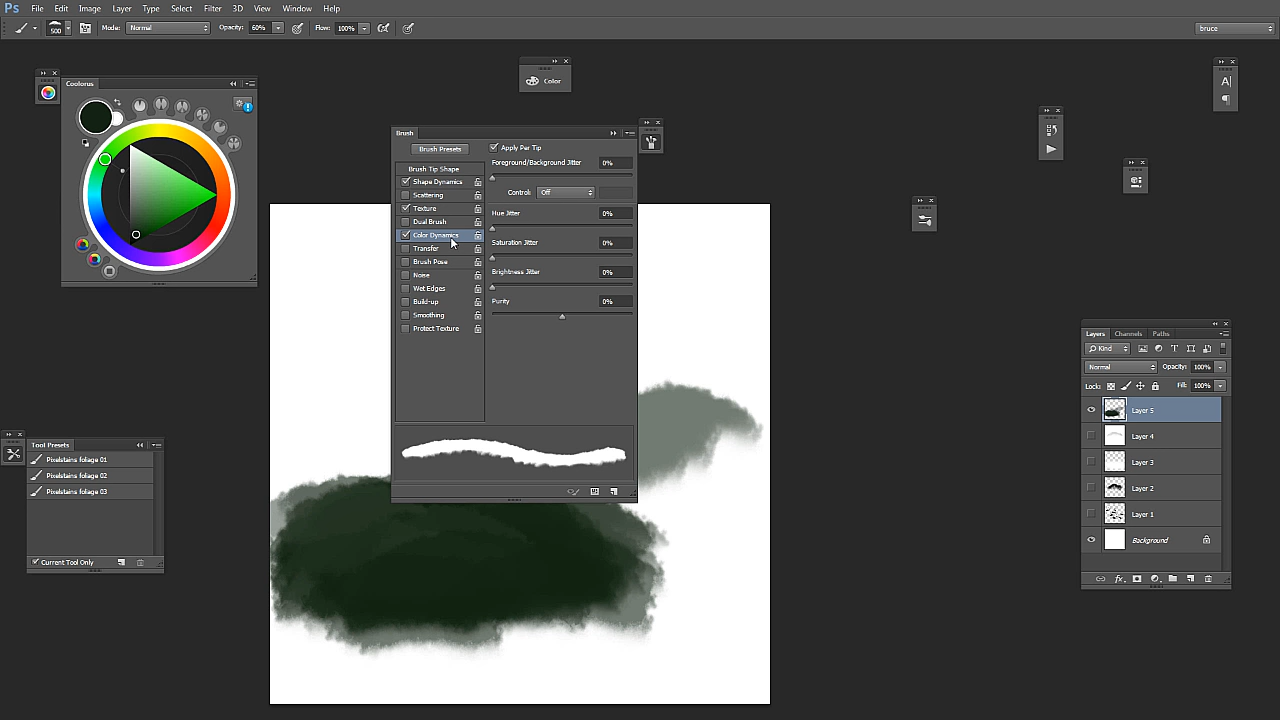 Ps File Edit Image Layer Type Select Filter 3D View Window Help
500 Mode: Normal Opacity: 60% Flow: 100% bruce
Coolorus
Color
A
Brush
Brush Presets
Brush Tip Shape
Shape Dynamics
Scattering
Texture
Dual Brush
Color Dynamics
Transfer
Brush Pose
Noise
Wet Edges
Build-up
Smoothing
Protect Texture
Apply Per Tip
Foreground/Background Jitter 0%
Control: Off
Hue Jitter 0%
Saturation Jitter 0%
Brightness Jitter 0%
Purity 0%
Tool Presets
Pixelstains foliage 01
Pixelstains foliage 02
Pixelstains foliage 03
Current Tool Only
Layers Channels Paths
Kind
Normal Opacity: 100%
Lock: Fill: 100%
Layer 5
Layer 4
Layer 3
Layer 2
Layer 1
Background
fx